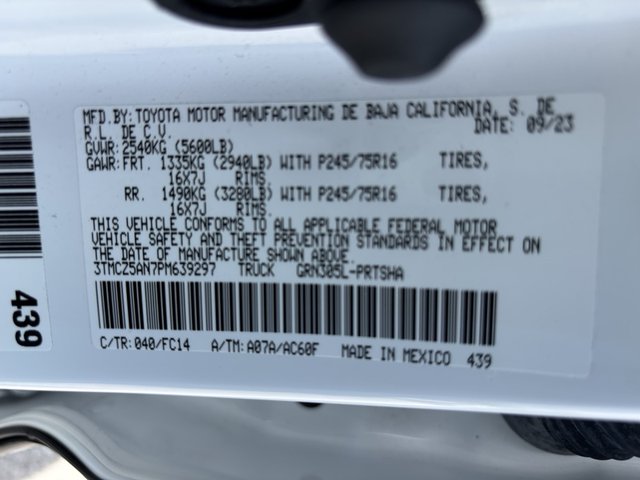 MFD.BY: TOYOTA MOTOR MANUFACTURING DE BAJA CALIFORNIA, S. DE
R.L. DE C.V. DATE: 09/23
GVWR: 2540KG (5600LB)
GAWR: FRT. 1335KG (2940LB) WITH P245/75R16 TIRES,
16X7J RIMS
RR. 1490KG (3280LB) WITH P245/75R16 TIRES,
16X7J RIMS.
THIS VEHICLE CONFORMS TO ALL APPLICABLE FEDERAL MOTOR
VEHICLE SAFETY AND THEFT PREVENTION STANDARDS IN EFFECT ON
THE DATE OF MANUFACTURE SHOWN ABOVE.
3TMCZ5AN7PM639297 TRUCK GRN305L-PRTSHA
C/TR: 040/FC14 A/TM: A07A/AC60F MADE IN MEXICO 439
439